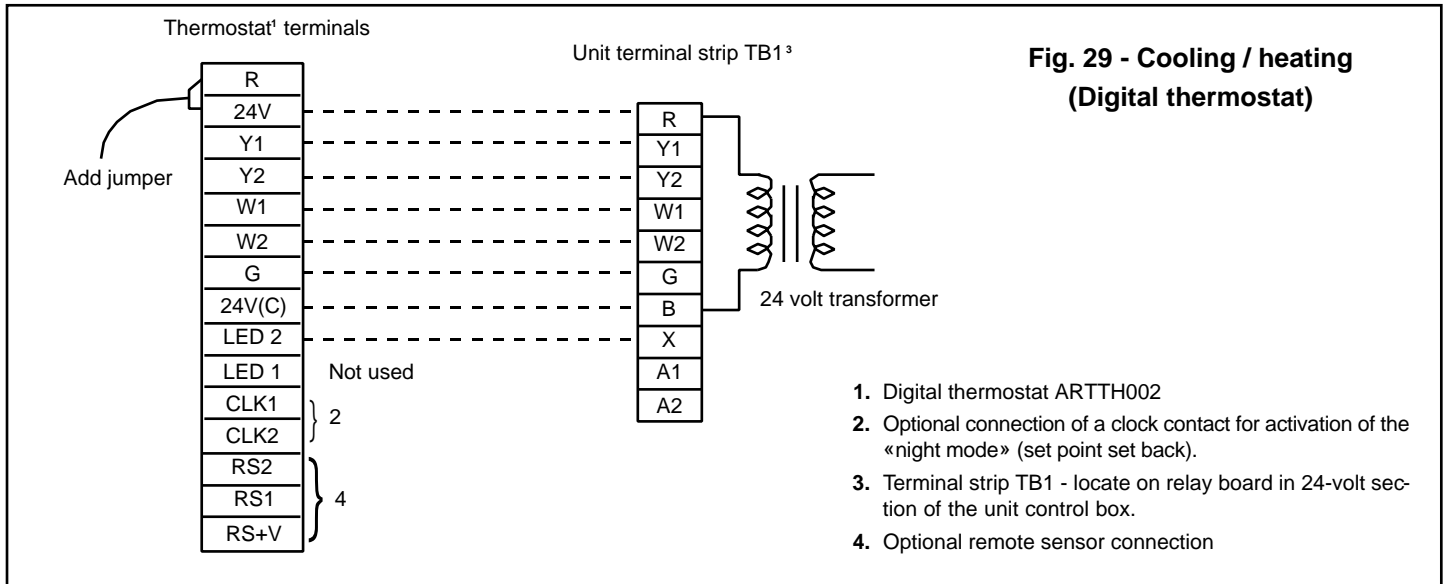 Thermostat¹ terminals
Unit terminal strip TB1³
Fig. 29 - Cooling / heating
(Digital thermostat)
R
24V
Y1
Y2
W1
W2
G
24V(C)
LED 2
LED 1
CLK1
CLK2
RS2
RS1
RS+V
Add jumper
Not used
2
4
R
Y1
Y2
W1
W2
G
B
X
A1
A2
24 volt transformer
1. Digital thermostat ARTTH002
2. Optional connection of a clock contact for activation of the
«night mode» (set point set back).
3. Terminal strip TB1 - locate on relay board in 24-volt sec-
tion of the unit control box.
4. Optional remote sensor connection